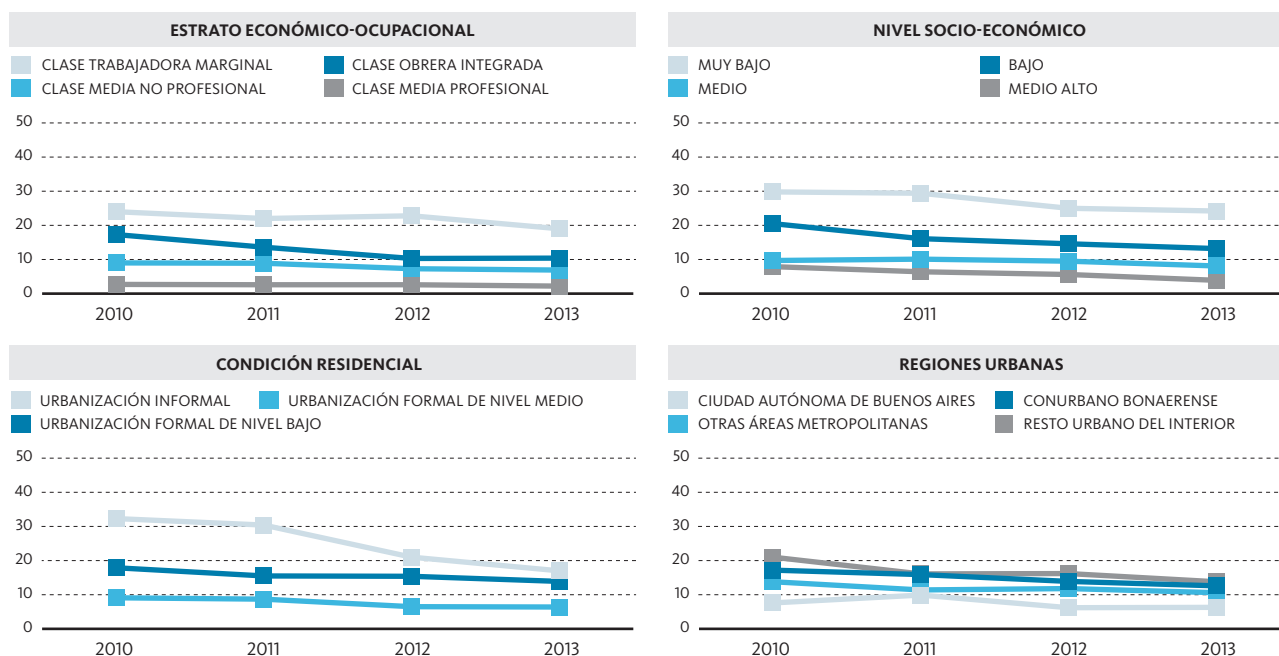 ESTRATO ECONÓMICO-OCUPACIONAL
CLASE TRABAJADORA MARGINAL CLASE OBRERA INTEGRADA
CLASE MEDIA NO PROFESIONAL CLASE MEDIA PROFESIONAL
50
40
30
20
10
0
2010 2011 2012 2013
NIVEL SOCIO-ECONÓMICO
MUY BAJO BAJO
MEDIO MEDIO ALTO
50
40
30
20
10
0
2010 2011 2012 2013
CONDICIÓN RESIDENCIAL
URBANIZACIÓN INFORMAL URBANIZACIÓN FORMAL DE NIVEL MEDIO
URBANIZACIÓN FORMAL DE NIVEL BAJO
50
40
30
20
10
0
2010 2011 2012 2013
REGIONES URBANAS
CIUDAD AUTÓNOMA DE BUENOS AIRES CONURBANO BONAERENSE
OTRAS ÁREAS METROPOLITANAS RESTO URBANO DEL INTERIOR
50
40
30
20
10
0
2010 2011 2012 2013